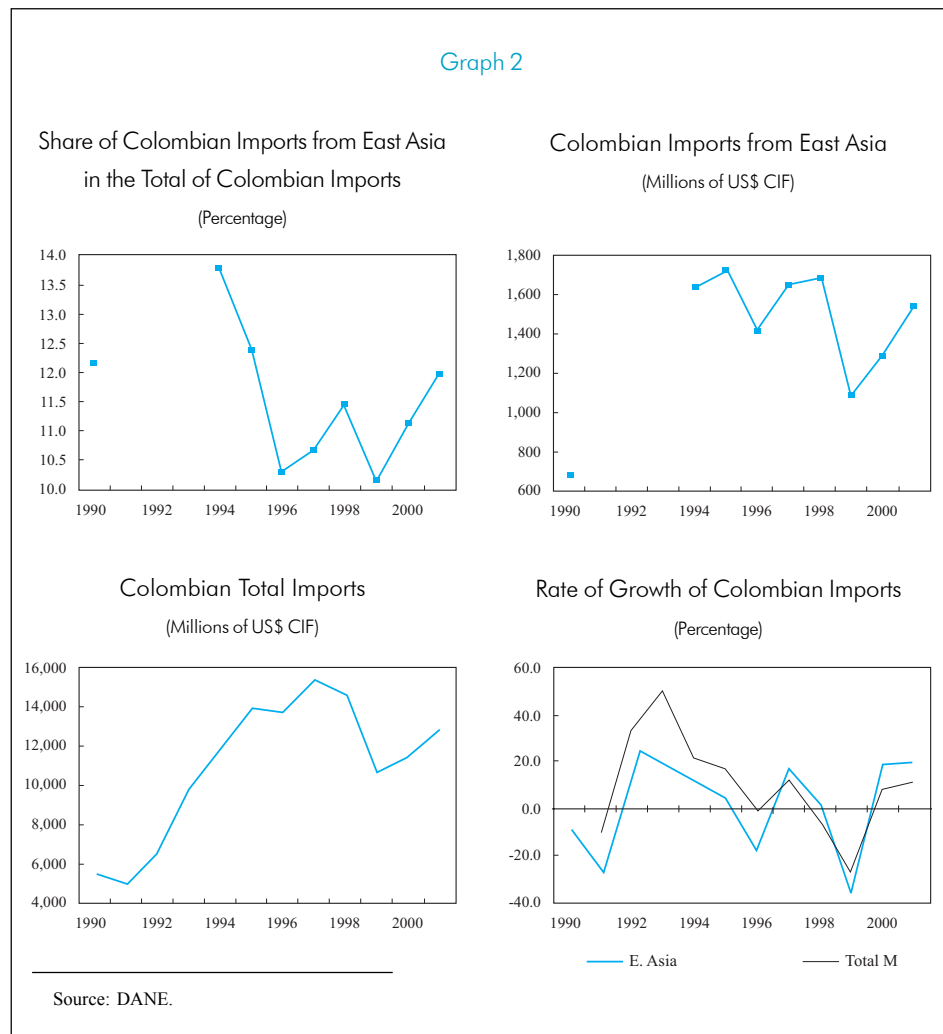 Graph 2
Share of Colombian Imports from East Asia
in the Total of Colombian Imports
(Percentage)
14.0
13.5
13.0
12.5
12.0
11.5
11.0
10.5
10.0
1990 1992 1994 1996 1998 2000
Colombian Imports from East Asia
(Millions of US$ CIF)
1,800
1,600
1,400
1,200
1,000
800
600
1990 1992 1994 1996 1998 2000
Colombian Total Imports
(Millions of US$ CIF)
16,000
14,000
12,000
10,000
8,000
6,000
4,000
1990 1992 1994 1996 1998 2000
Rate of Growth of Colombian Imports
(Percentage)
60.0
40.0
20.0
0.0
-20.0
-40.0
1990 1992 1994 1996 1998 2000
E. Asia Total M
Source: DANE.